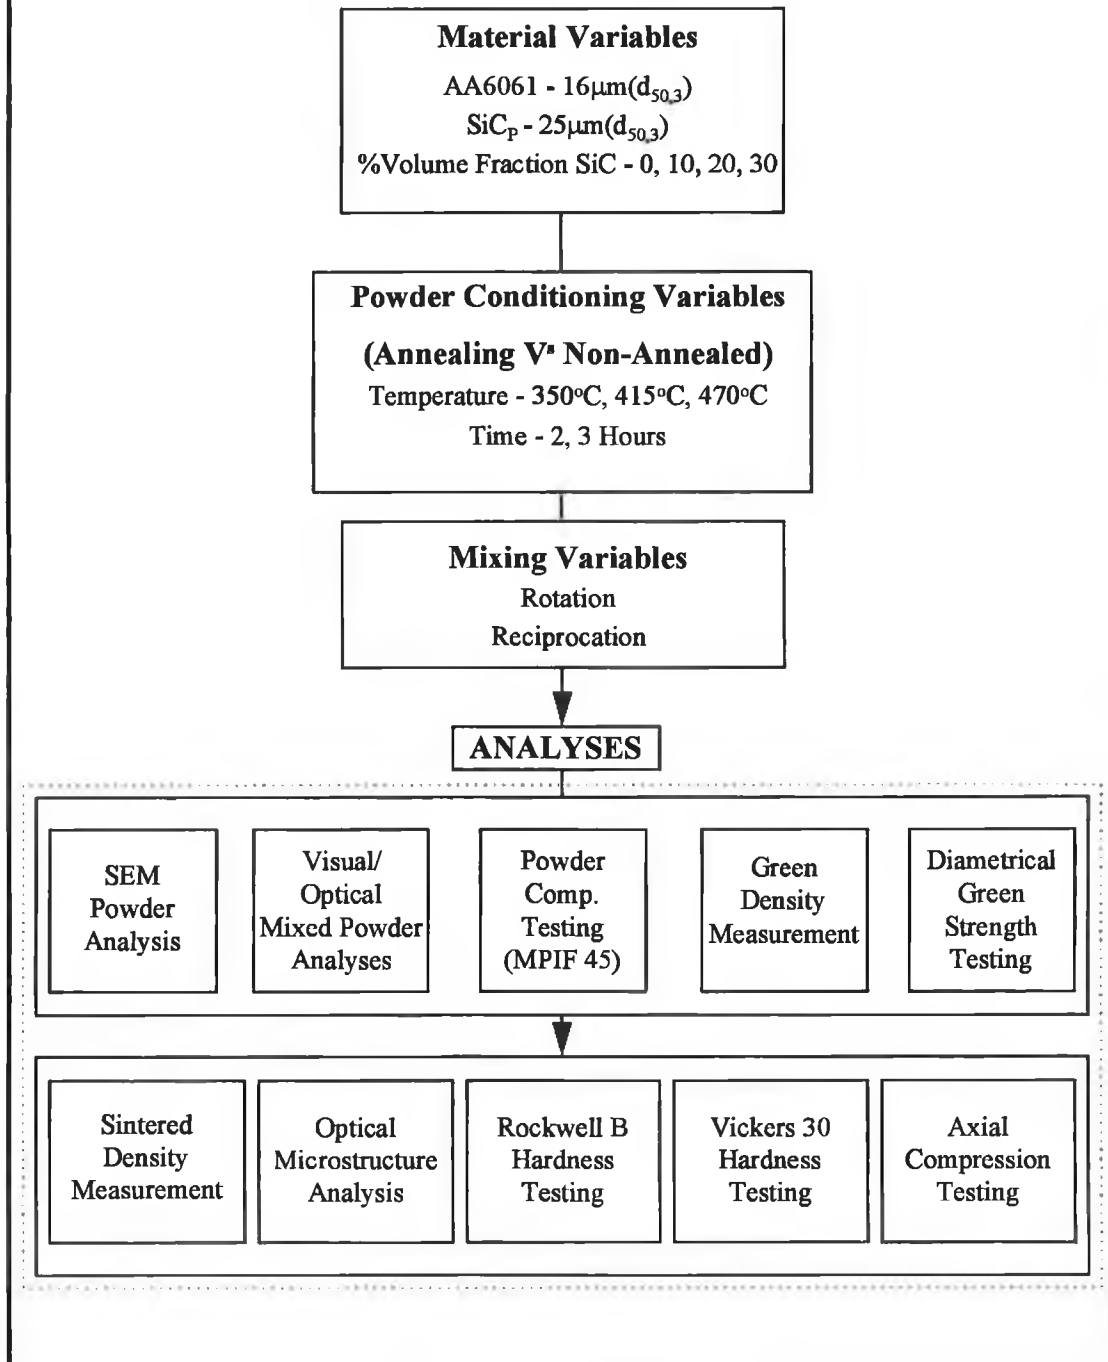 Material Variables
AA6061 - 16μm(d50,3)
SiCP - 25μm(d50,3)
%Volume Fraction SiC - 0, 10, 20, 30
Powder Conditioning Variables
(Annealing Vs Non-Annealed)
Temperature - 350oC, 415oC, 470oC
Time - 2, 3 Hours
Mixing Variables
Rotation
Reciprocation
ANALYSES
SEM
Powder
Analysis
Visual/
Optical
Mixed Powder
Analyses
Powder
Comp.
Testing
(MPIF 45)
Green
Density
Measurement
Diametrical
Green
Strength
Testing
Sintered
Density
Measurement
Optical
Microstructure
Analysis
Rockwell B
Hardness
Testing
Vickers 30
Hardness
Testing
Axial
Compression
Testing